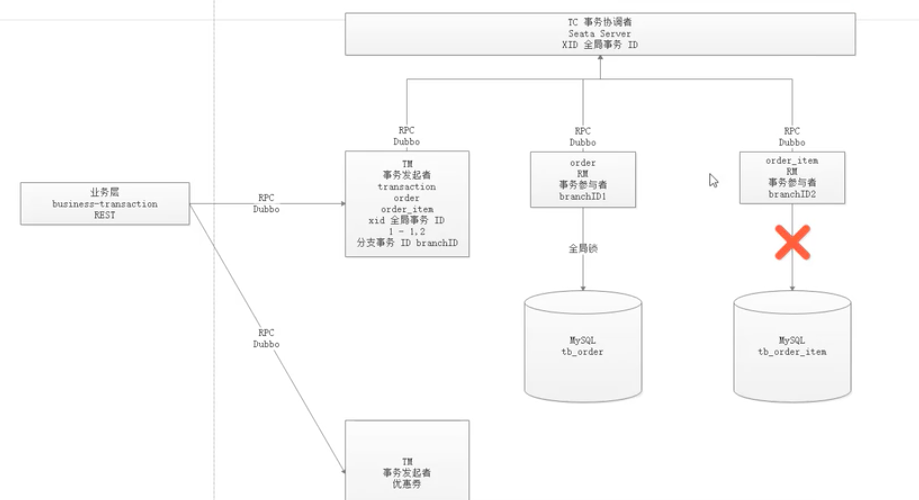 TC 事务协调者
Seata Server
XID 全局事务 ID
RPC
Dubbo
RPC
Dubbo
RPC
Dubbo
TM
事务发起者
transaction
order
order_item
xid 全局事务 ID
1 - 1,2
分支事务 ID branchID
order
RM
事务参与者
branchID1
order_item
RM
事务参与者
branchID2
业务层
business-transaction
REST
RPC
Dubbo
全局锁
MySQL
tb_order
MySQL
tb_order_item
RPC
Dubbo
TM
事务发起者
优惠券